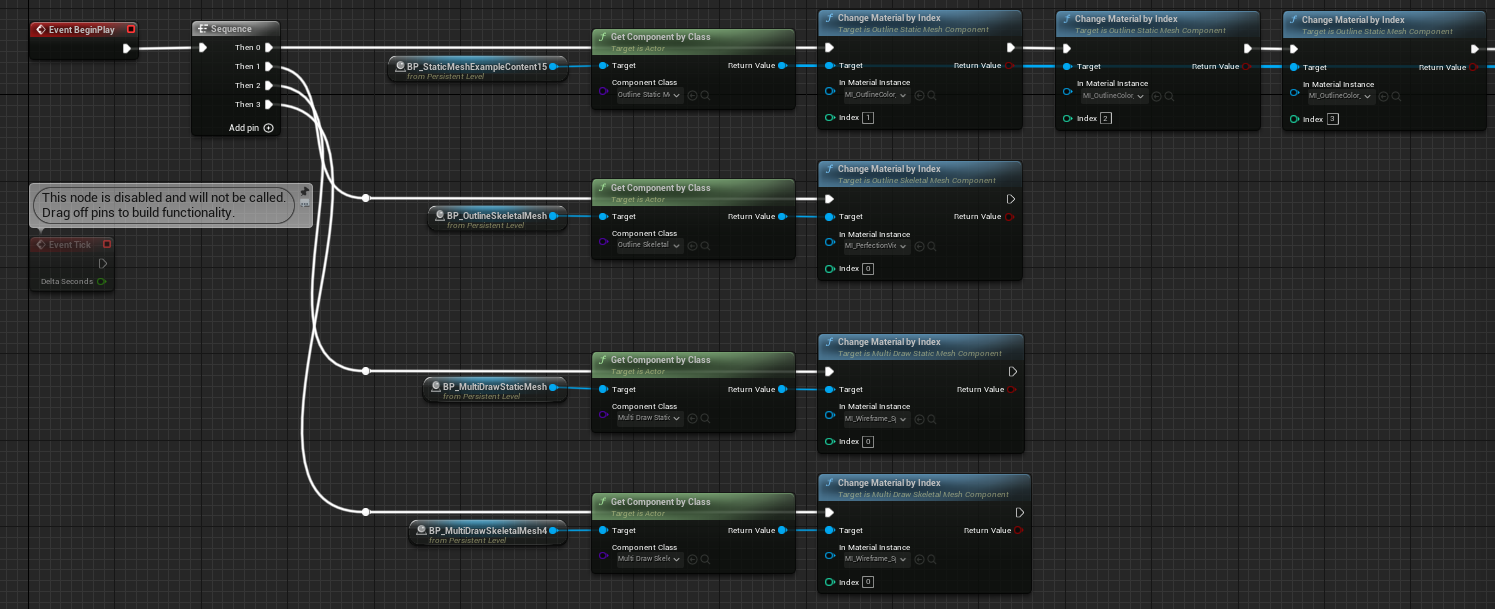 Event BeginPlay
Sequence
Then 0
Then 1
Then 2
Then 3
Add pin
BP_StaticMeshExampleContent15
from Persistent Level
Get Component by Class
Target is Actor
Target
Return Value
Component Class
Outline Static M
Change Material by Index
Target is Outline Static Mesh Component
Target
Return Value
In Material Instance
MI_OutlineColor_
Index 1
Change Material by Index
Target is Outline Static Mesh Component
Target
Return Value
In Material Instance
MI_OutlineColor_
Index 2
Change Material by Index
Target is Outline Static Mesh Component
Target
Return Value
In Material Instance
MI_OutlineColor_
Index 3
This node is disabled and will not be called.
Drag off pins to build functionality.
Event Tick
Delta Seconds
BP_OutlineSkeletalMesh
from Persistent Level
Get Component by Class
Target is Actor
Target
Return Value
Component Class
Outline Skeletal
Change Material by Index
Target is Outline Skeletal Mesh Component
Target
Return Value
In Material Instance
MI_PerfectionVie
Index 0
BP_MultiDrawStaticMesh
from Persistent Level
Get Component by Class
Target is Actor
Target
Return Value
Component Class
Multi Draw Static
Change Material by Index
Target is Multi Draw Static Mesh Component
Target
Return Value
In Material Instance
MI_Wireframe_S
Index 0
BP_MultiDrawSkeletalMesh4
from Persistent Level
Get Component by Class
Target is Actor
Target
Return Value
Component Class
Multi Draw Skele
Change Material by Index
Target is Multi Draw Skeletal Mesh Component
Target
Return Value
In Material Instance
MI_Wireframe_S
Index 0